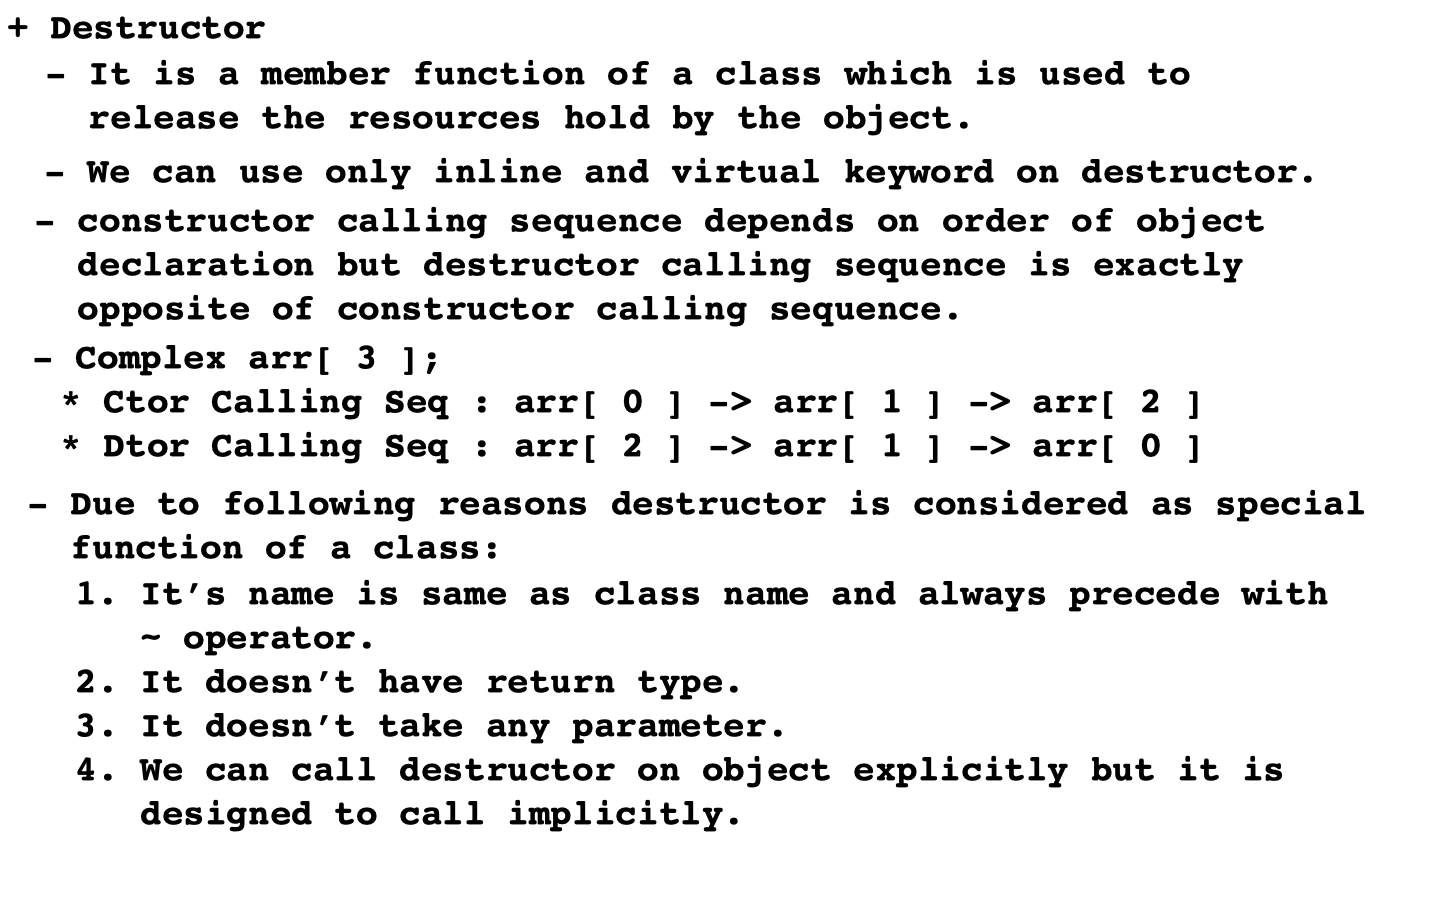 + Destructor
- It is a member function of a class which is used to
release the resources hold by the object.
- We can use only inline and virtual keyword on destructor.
- constructor calling sequence depends on order of object
declaration but destructor calling sequence is exactly
opposite of constructor calling sequence.
- Complex arr[ 3 ];
* Ctor Calling Seq : arr[ 0 ] -> arr[ 1 ] -> arr[ 2 ]
* Dtor Calling Seq : arr[ 2 ] -> arr[ 1 ] -> arr[ 0 ]
- Due to following reasons destructor is considered as special
function of a class:
1. It’s name is same as class name and always precede with
~ operator.
2. It doesn’t have return type.
3. It doesn’t take any parameter.
4. We can call destructor on object explicitly but it is
designed to call implicitly.